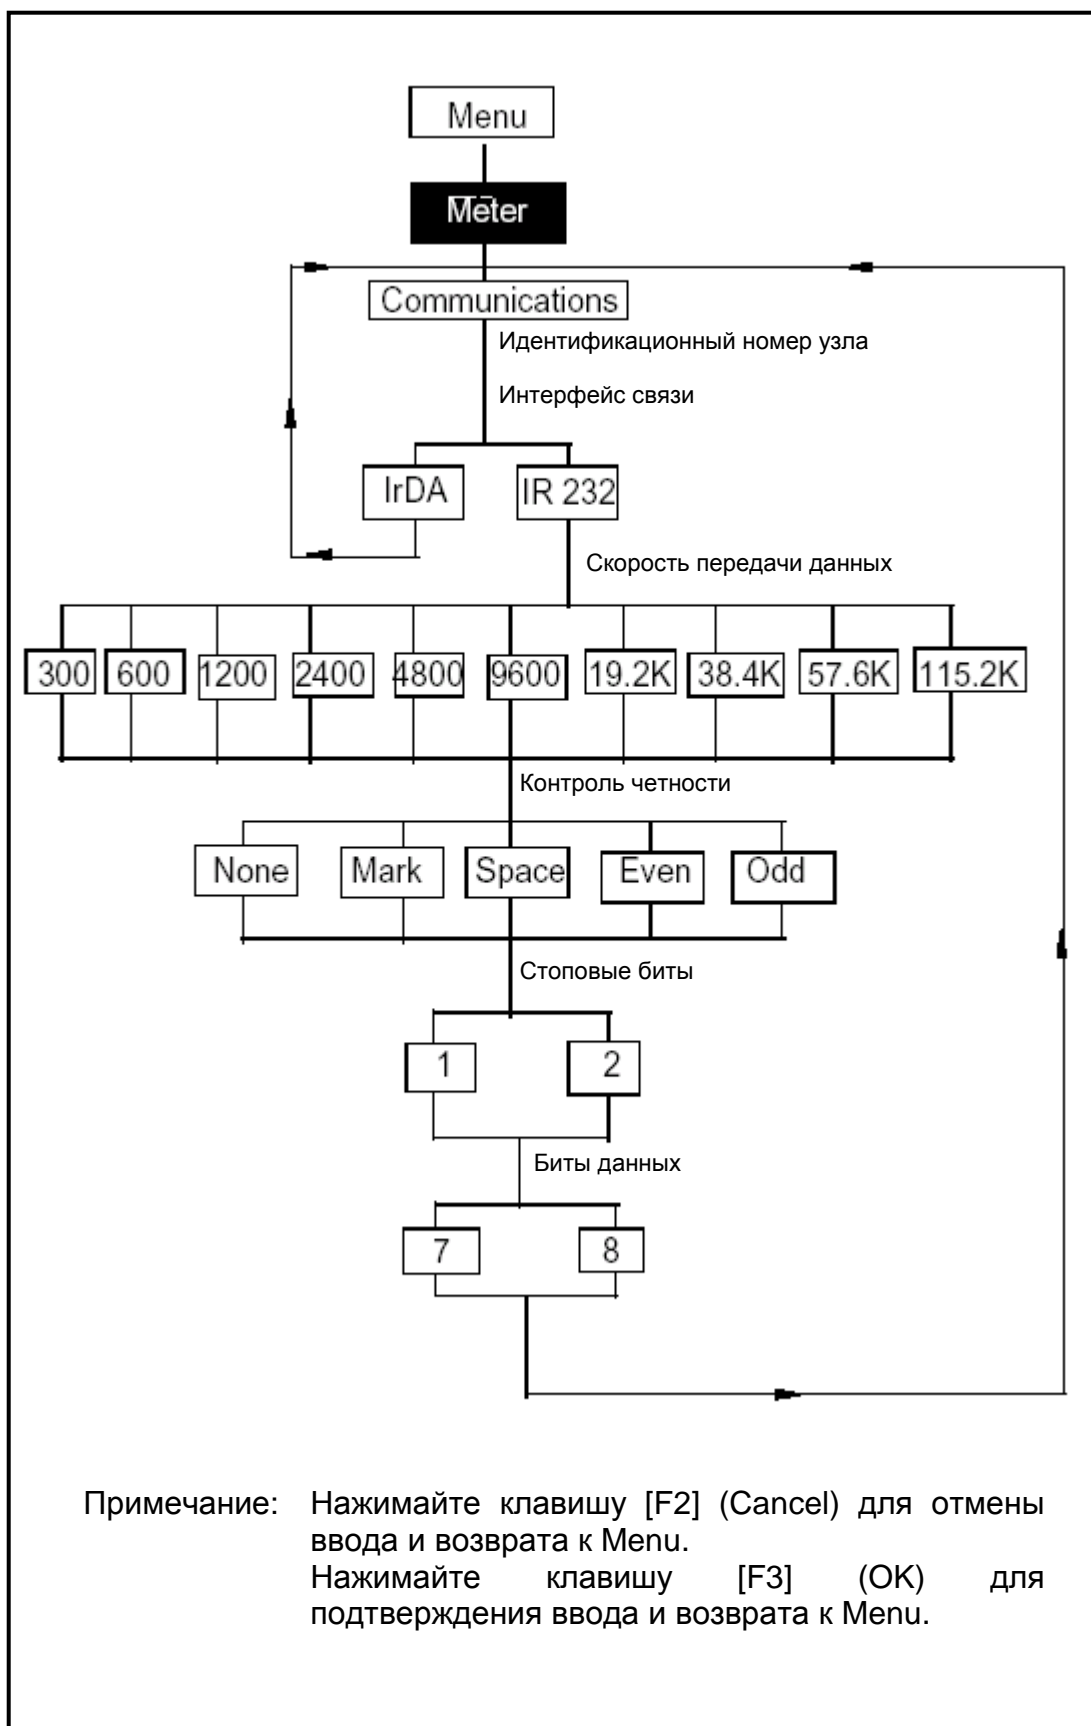 Menu
Meter
Communications
Идентификационный номер узла
Интерфейс связи
IrDA IR 232
Скорость передачи данных
300 600 1200 2400 4800 9600 19.2K 38.4K 57.6K 115.2K
Контроль четности
None Mark Space Even Odd
Стоповые биты
1 2
Биты данных
7 8
Примечание: Нажимайте клавишу [F2] (Cancel) для отмены
ввода и возврата к Menu.
Нажимайте клавишу [F3] (OK) для
подтверждения ввода и возврата к Menu.